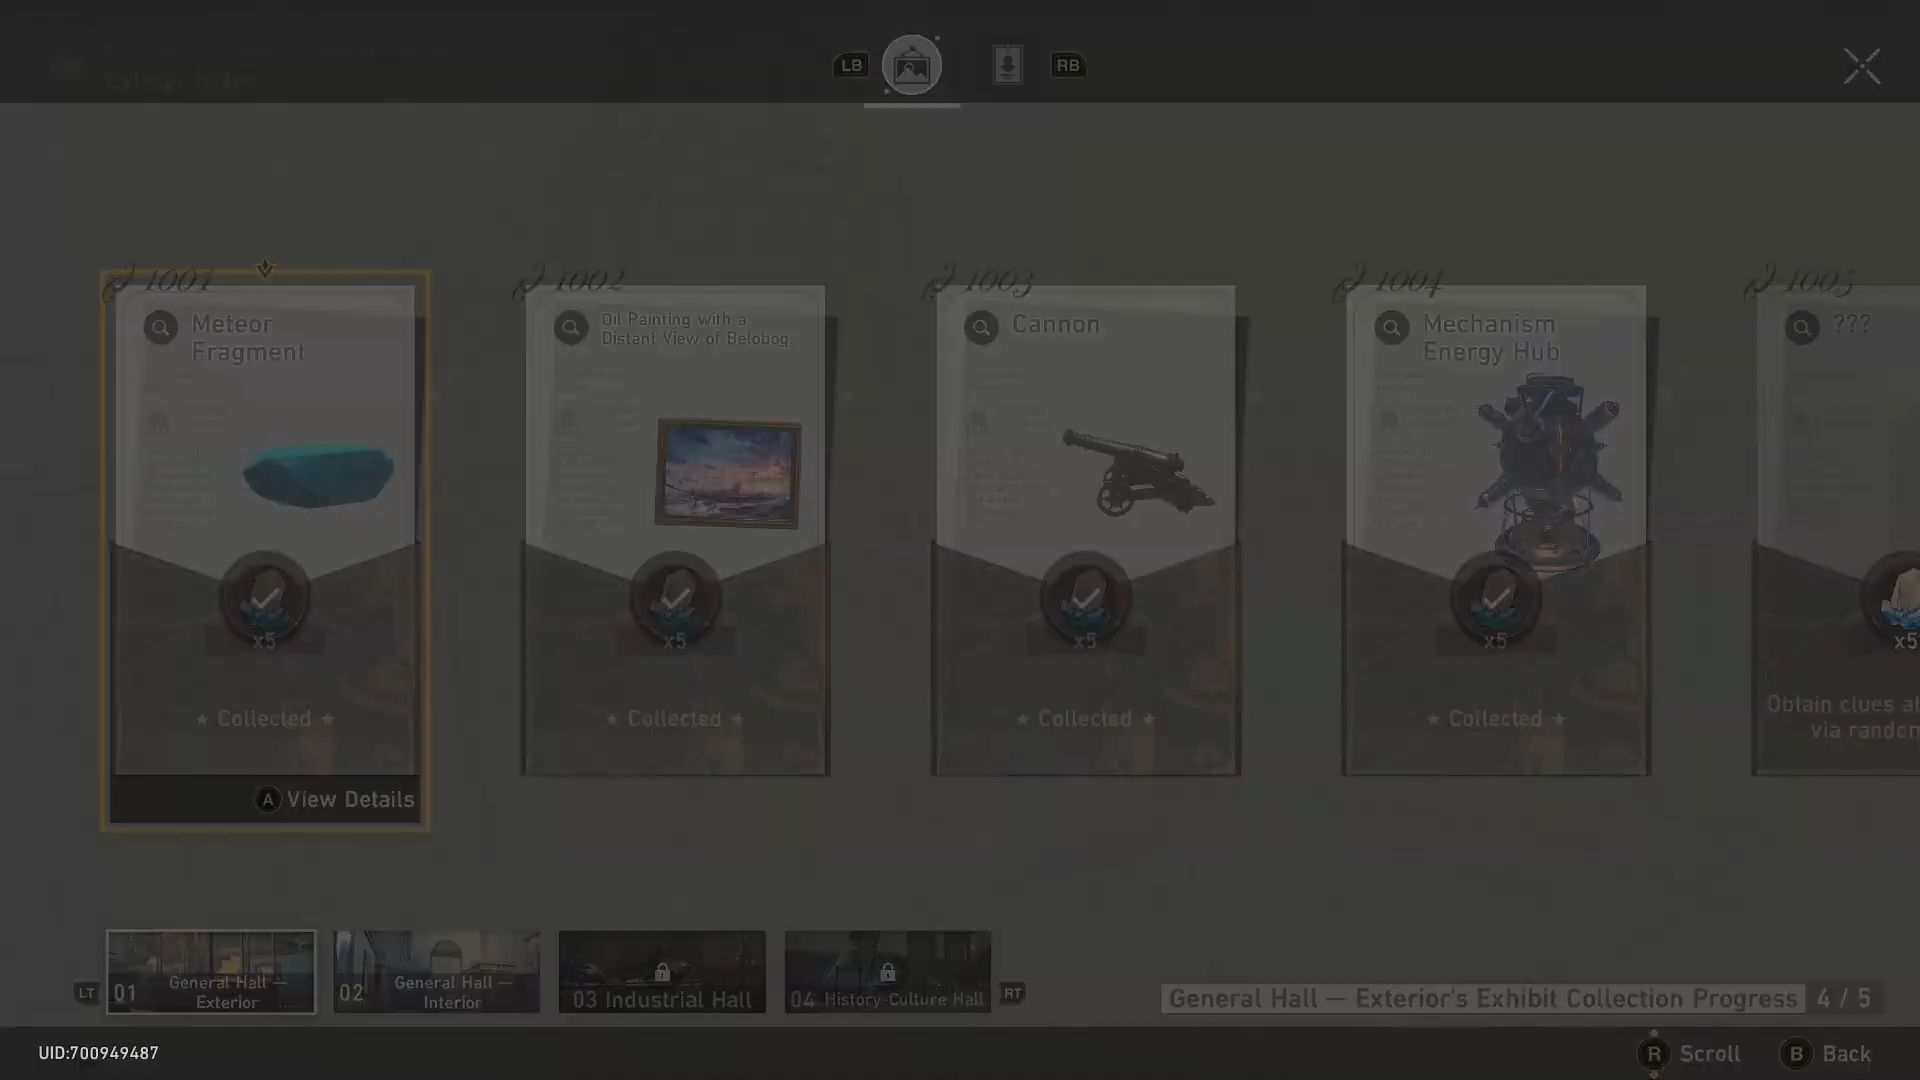 LB
RB
1001
1002
1003
1004
1005
Meteor
Fragment
Oil Painting with a
Distant View of Belobog
Cannon
Mechanism
Energy Hub
???
x5
x5
x5
x5
x5
Collected
Collected
Collected
Collected
Obtain clues
via random
A View Details
LT
01 General Hall —
Exterior
02 General Hall —
Interior
03 Industrial Hall
04 History-Culture Hall
RT
General Hall — Exterior's Exhibit Collection Progress 4 / 5
UID:700949487
R Scroll
B Back